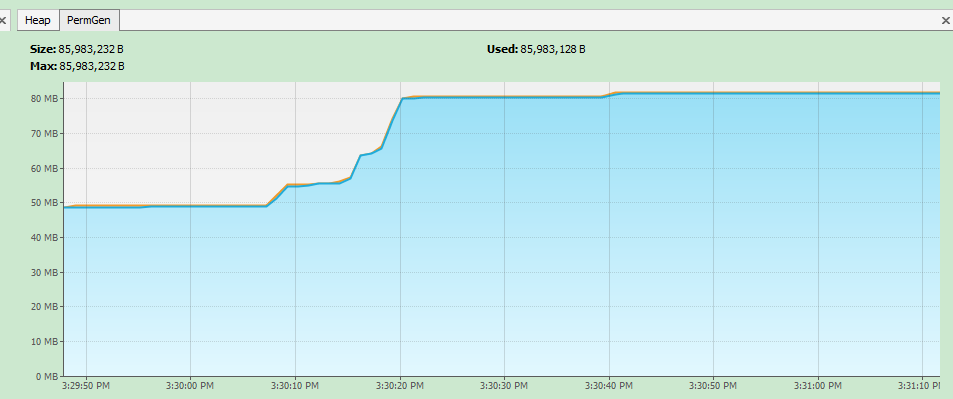 Heap PermGen
Size: 85,983,232 B Used: 85,983,128 B
Max: 85,983,232 B
80 MB
70 MB
60 MB
50 MB
40 MB
30 MB
20 MB
10 MB
0 MB
3:29:50 PM 3:30:00 PM 3:30:10 PM 3:30:20 PM 3:30:30 PM 3:30:40 PM 3:30:50 PM 3:31:00 PM 3:31:10